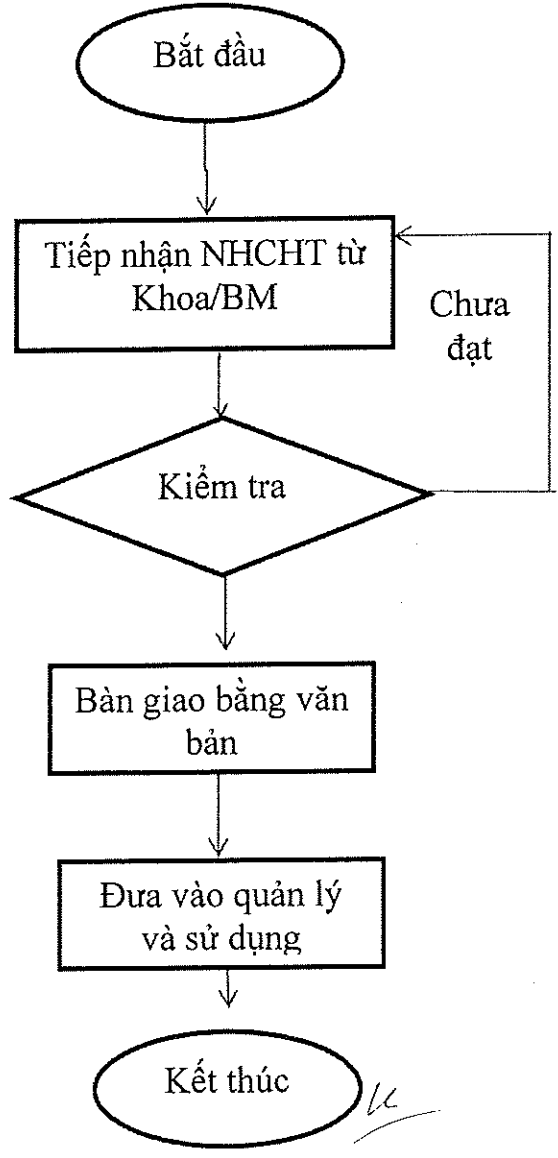 Bắt đầu
Tiếp nhận NHCHT từ
Khoa/BM
Chưa
đạt
Kiểm tra
Bàn giao bằng văn
bản
Đưa vào quản lý
và sử dụng
Kết thúc